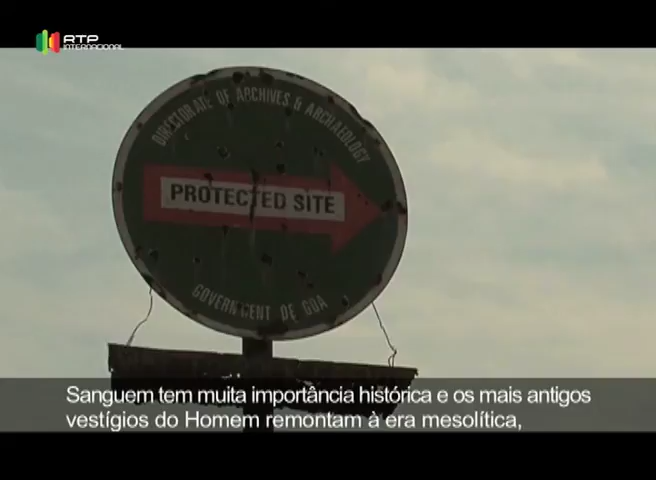 RTP
INTERNACIONAL
DIRECTORATE OF ARCHIVES & ARCHAEOLOGY
PROTECTED SITE
GOVERNMENT OF GOA
Sanguem tem muita importância histórica e os mais antigos
vestígios do Homem remontam à era mesolítica,